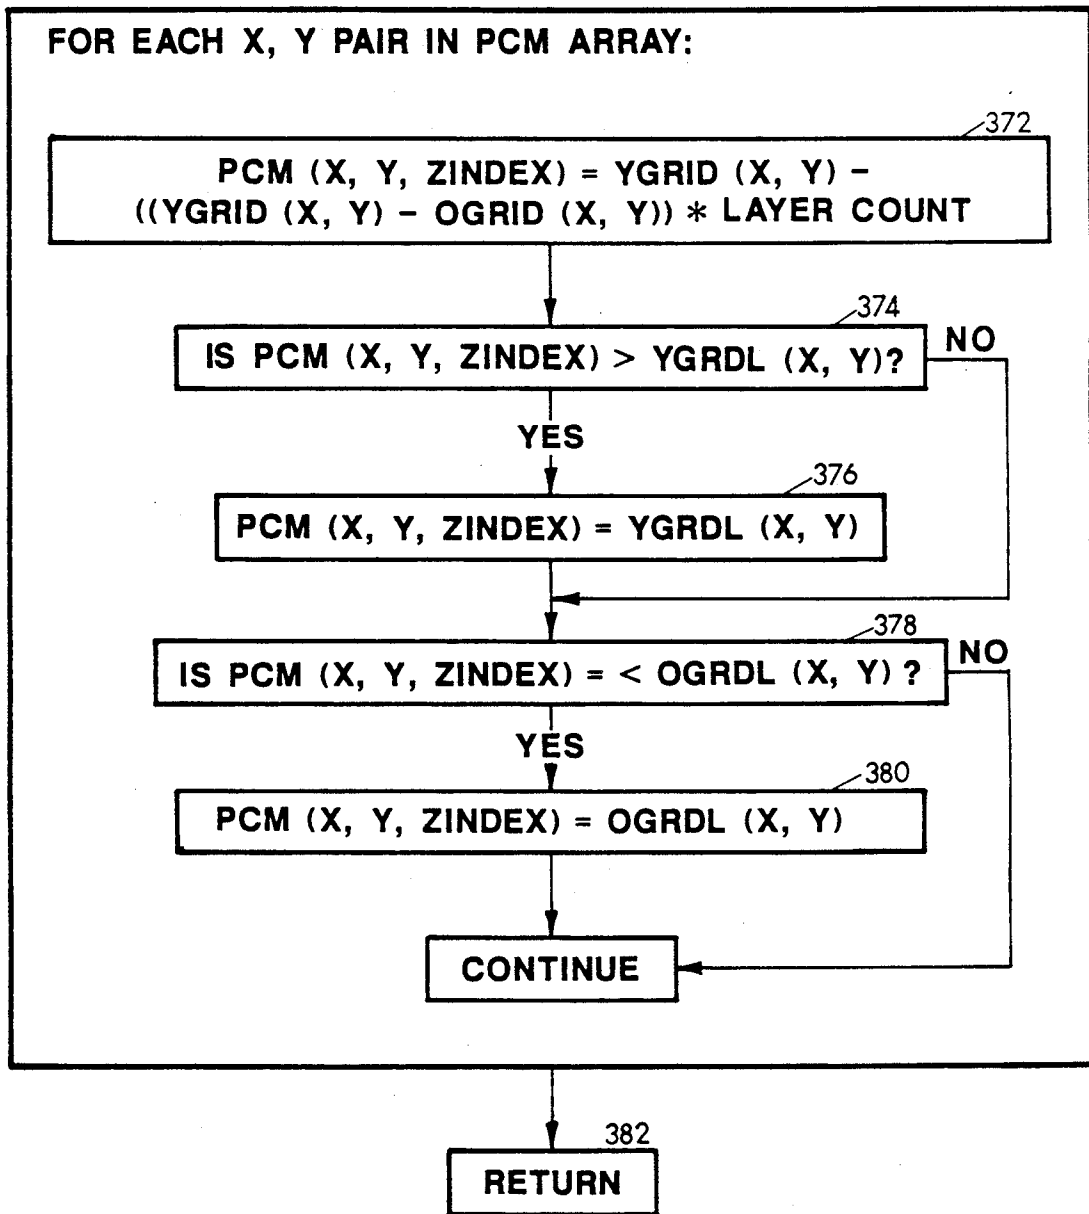 FOR EACH X, Y PAIR IN PCM ARRAY:
372
PCM (X, Y, ZINDEX) = YGRID (X, Y) –
((YGRID (X, Y) – OGRID (X, Y)) * LAYER COUNT
374
IS PCM (X, Y, ZINDEX) > YGRDL (X, Y)?
NO
YES
376
PCM (X, Y, ZINDEX) = YGRDL (X, Y)
378
IS PCM (X, Y, ZINDEX) = < OGRDL (X, Y) ?
NO
YES
380
PCM (X, Y, ZINDEX) = OGRDL (X, Y)
CONTINUE
382
RETURN